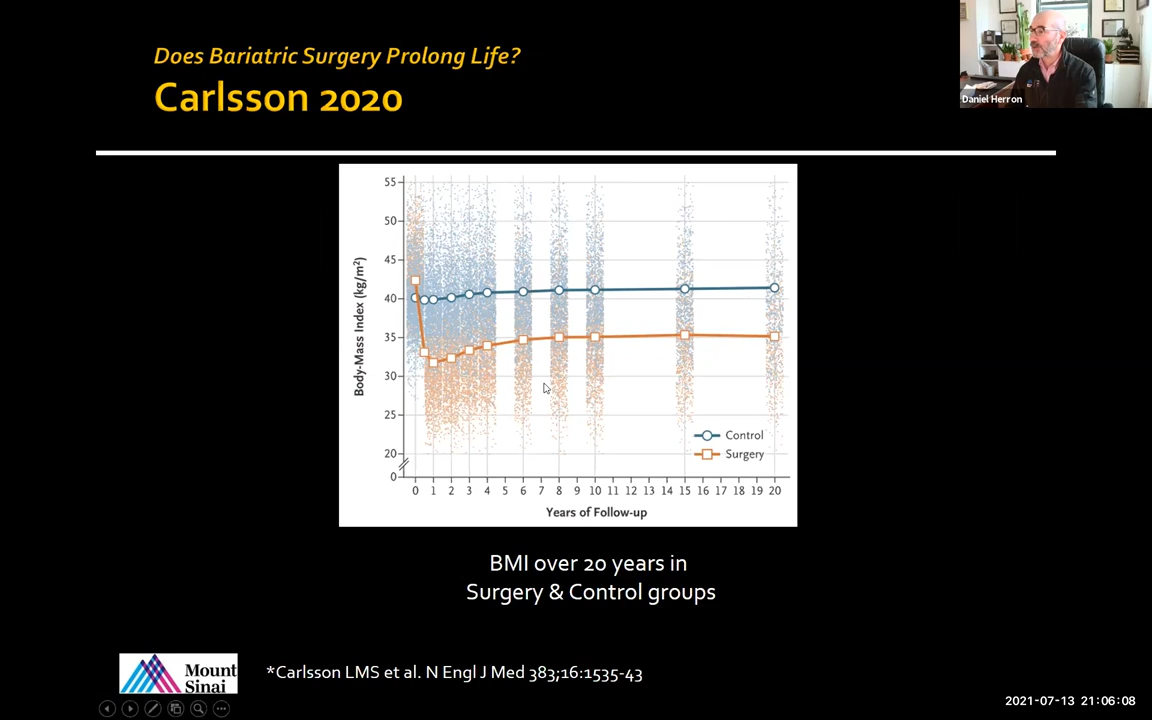 Does Bariatric Surgery Prolong Life?
Carlsson 2020
Daniel Herron
Body-Mass Index (kg/m²)
55
50
45
40
35
30
25
20
0
Control
Surgery
0 1 2 3 4 5 6 7 8 9 10 11 12 13 14 15 16 17 18 19 20
Years of Follow-up
BMI over 20 years in
Surgery & Control groups
Mount
Sinai
*Carlsson LMS et al. N Engl J Med 383;16:1535-43
2021-07-13 21:06:08